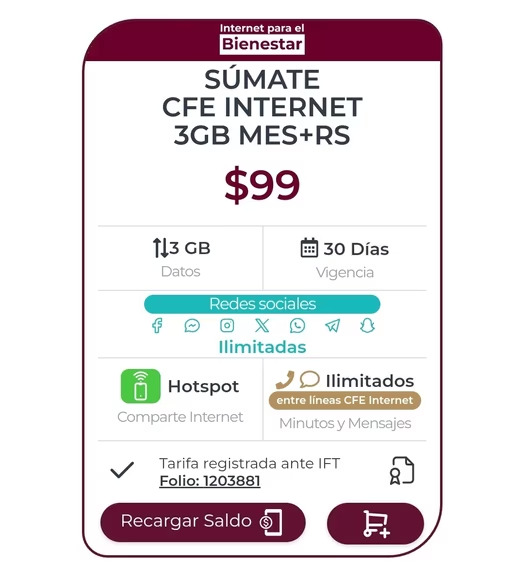 Internet para el
Bienestar
SÚMATE
CFE INTERNET
3GB MES+RS
$99
3 GB
Datos
30 Días
Vigencia
Redes sociales
Ilimitadas
Hotspot
Comparte Internet
Ilimitados
entre líneas CFE Internet
Minutos y Mensajes
Tarifa registrada ante IFT
Folio: 1203881
Recargar Saldo